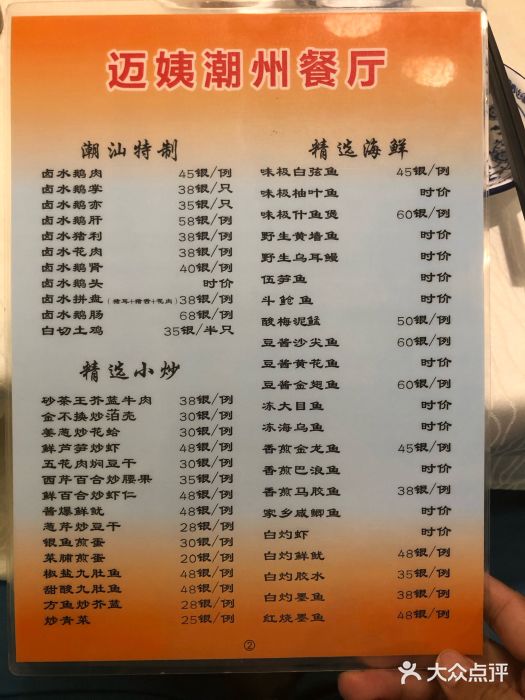 迈姨潮州餐厅
潮汕特制
卤水鹅肉 45银/例
卤水鹅掌 38银/只
卤水鹅亦 35银/只
卤水鹅肝 58银/例
卤水猪利 38银/例
卤水花肉 38银/例
卤水鹅肾 40银/例
卤水鹅头 时价
卤水拼盘（猪耳+猪香+花肉）38银/例
卤水鹅肠 68银/例
白切土鸡 35银/半只
精选小炒
砂茶王芥蓝牛肉 38银/例
金不换炒萡壳 30银/例
姜葱炒花蛤 30银/例
鲜芦笋炒虾 48银/例
五花肉焖豆干 30银/例
西芹百合炒腰果 35银/例
鲜百合炒虾仁 48银/例
酱爆鲜鱿 48银/例
葱芹炒豆干 28银/例
银鱼煎蛋 30银/例
菜脯煎蛋 20银/例
椒盐九肚鱼 48银/例
甜酸九肚鱼 48银/例
方鱼炒芥蓝 28银/例
炒青菜 25银/例
精选海鲜
味极白弦鱼 45银/例
味极柚叶鱼 时价
味极什鱼煲 60银/例
野生黄墙鱼 时价
野生乌耳鳗 时价
伍笋鱼 时价
斗鲳鱼 时价
酸梅泥鯭 50银/例
豆酱沙尖鱼 60银/例
豆酱黄花鱼 时价
豆酱金翅鱼 60银/例
冻大目鱼 时价
冻海乌鱼 时价
香煎金龙鱼 45银/例
香煎巴浪鱼 时价
香煎马胶鱼 38银/例
家乡咸鲫鱼 时价
白灼虾 时价
白灼鲜鱿 48银/例
白灼胶水 35银/例
白灼墨鱼 38银/例
红烧墨鱼 48银/例
②
大众点评